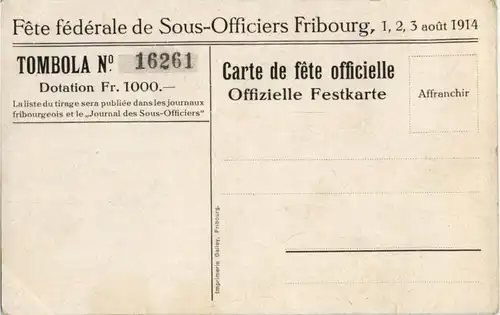 Fête fédérale de Sous-Officiers Fribourg, 1, 2, 3 août 1914
TOMBOLA Nº 16261
Dotation Fr. 1000.—
La liste du tirage sera publiée dans les journaux
fribourgeois et le „Journal des Sous-Officiers"
Carte de fête officielle
Offizielle Festkarte
Affranchir
Imprimerie Galley, Fribourg.